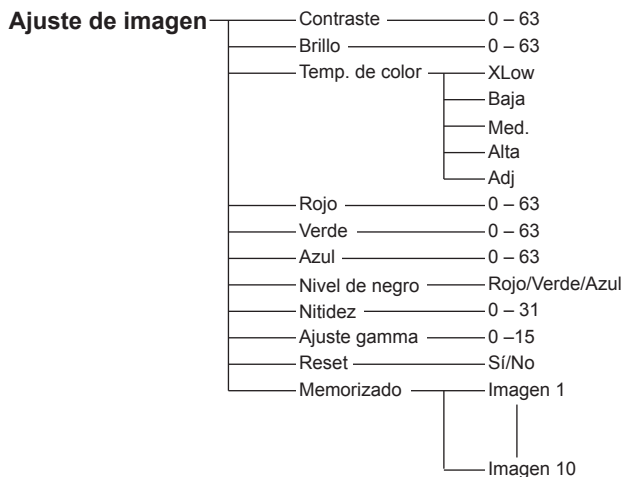 Ajuste de imagen Contraste 0 – 63
Brillo 0 – 63
Temp. de color XLow
Baja
Med.
Alta
Adj
Rojo 0 – 63
Verde 0 – 63
Azul 0 – 63
Nivel de negro Rojo/Verde/Azul
Nitidez 0 – 31
Ajuste gamma 0 –15
Reset Sí/No
Memorizado Imagen 1
Imagen 10